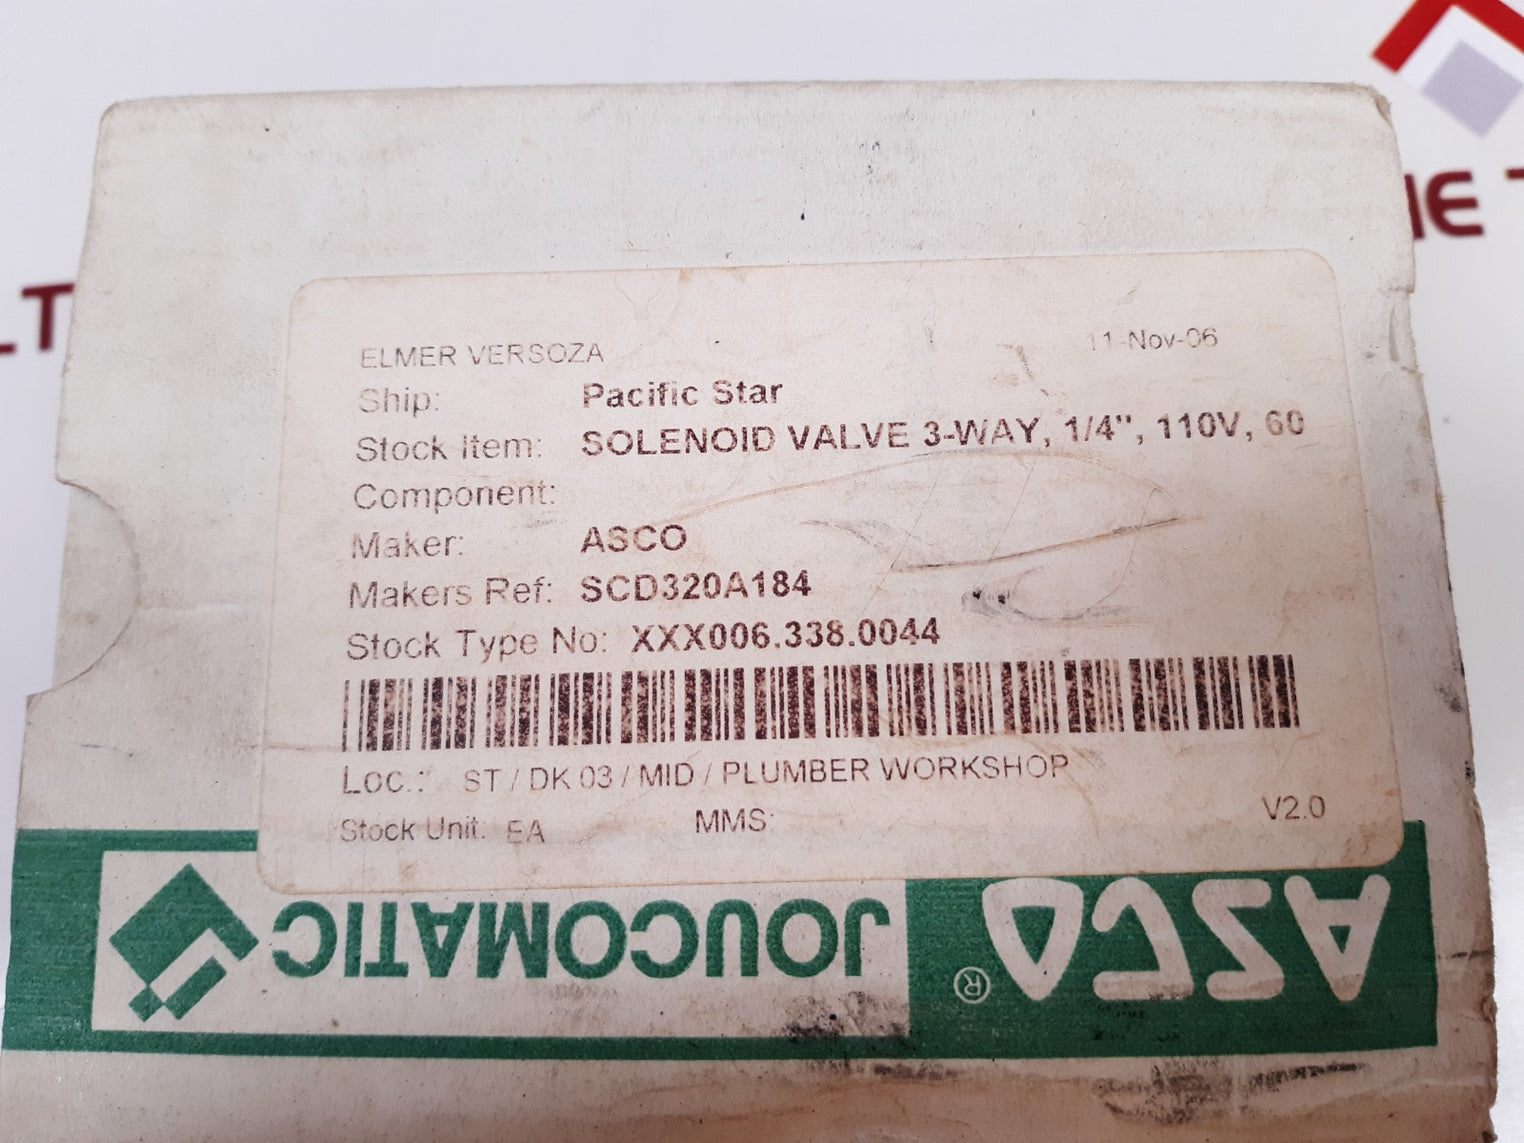 ELMER VERSOZA 11-Nov-06
Ship: Pacific Star
Stock Item: SOLENOID VALVE 3-WAY, 1/4", 110V, 60
Component:
Maker: ASCO
Makers Ref: SCD320A184
Stock Type No: XXX006.338.0044
Loc.: ST / DK 03 / MID / PLUMBER WORKSHOP
Stock Unit: EA MMS: V2.0
ASCO ®
JOUCOMATIC